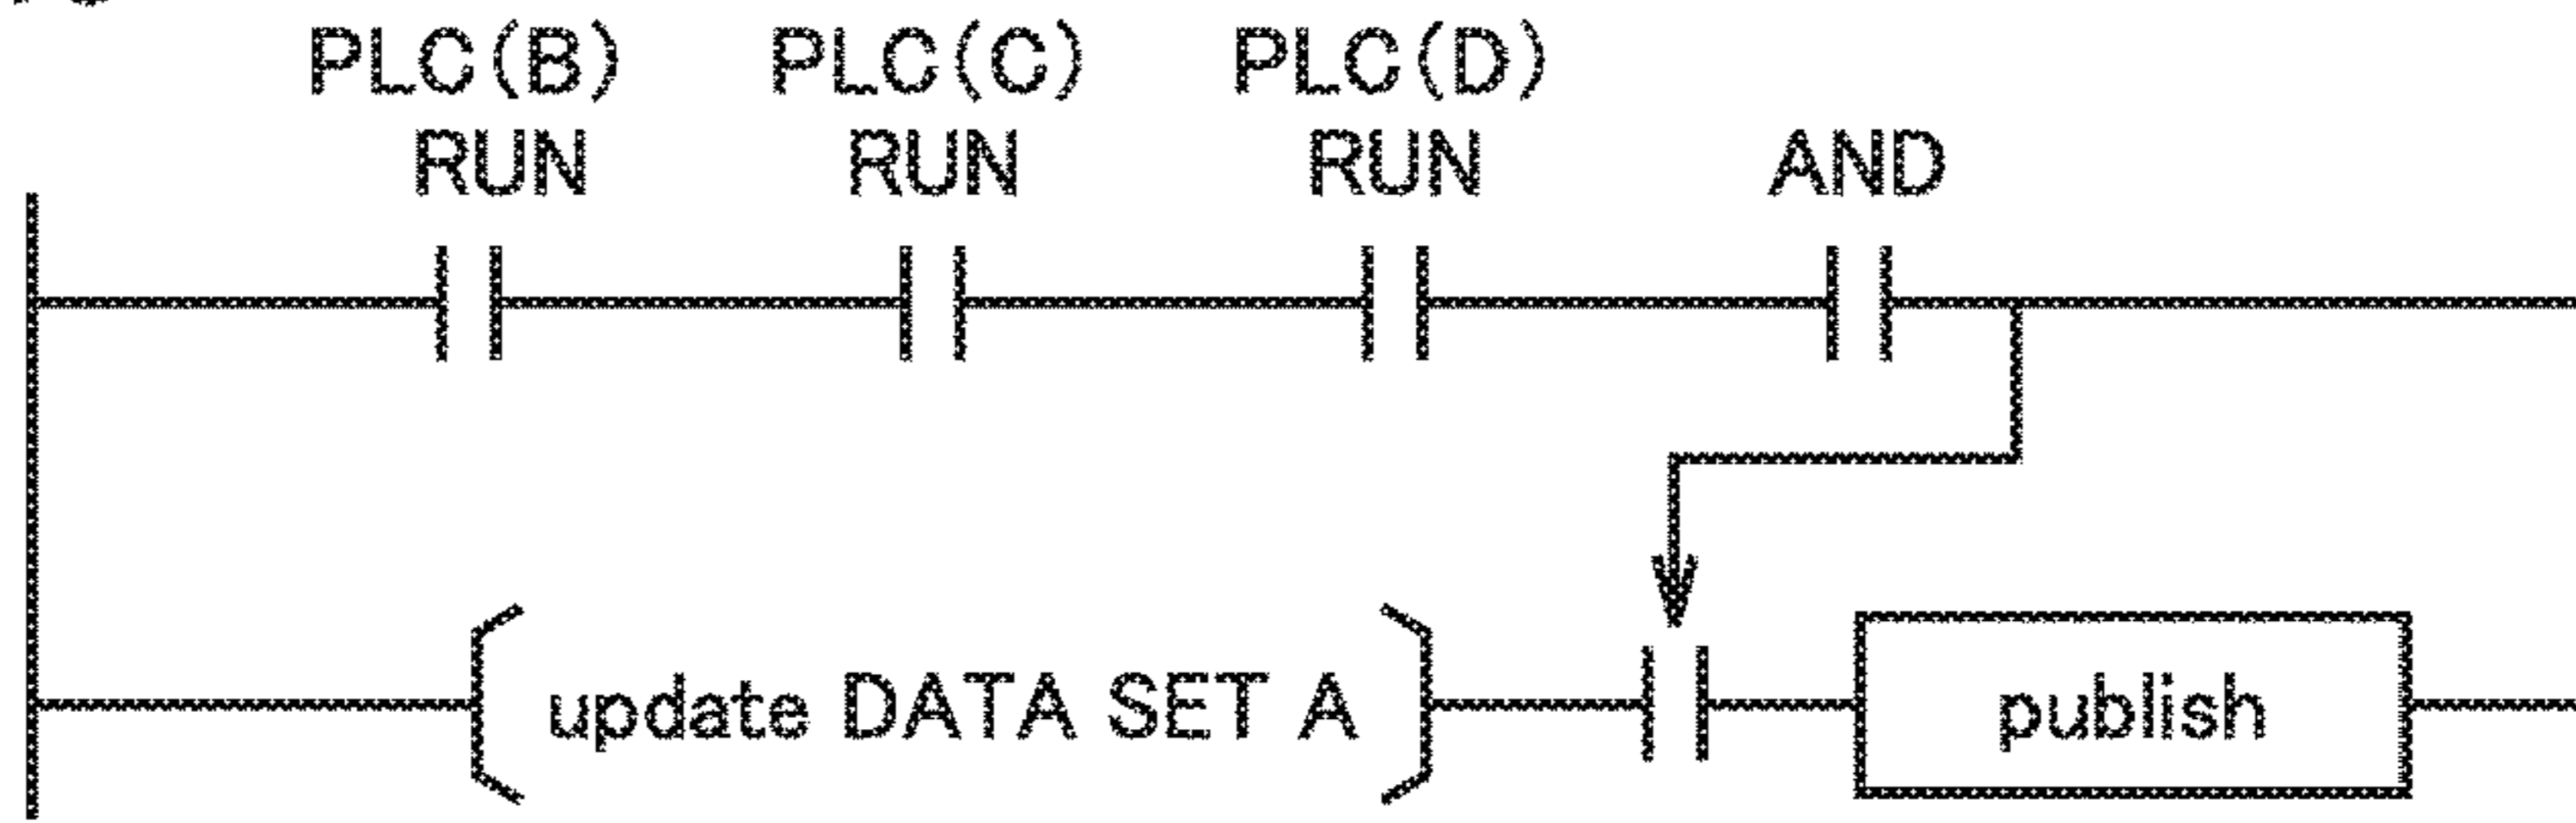 PLC(B) PLC(C) PLC(D)
RUN RUN RUN AND
update DATA SET A publish